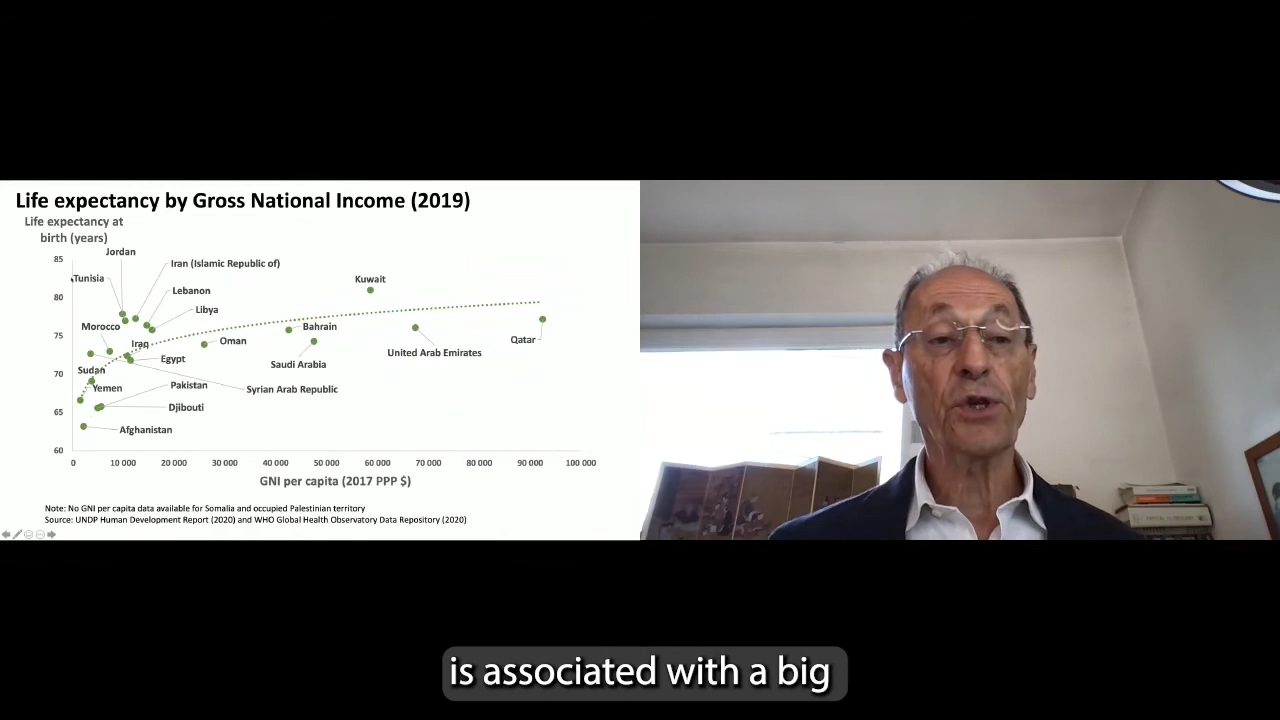 Life expectancy by Gross National Income (2019)
Life expectancy at
birth (years)
Jordan
85
Iran (Islamic Republic of)
Tunisia
Kuwait
Lebanon
80
Libya
Morocco
Bahrain
75
Iraq
Oman
United Arab Emirates
Qatar
Egypt
Saudi Arabia
Sudan
70
Yemen
Pakistan
Syrian Arab Republic
Djibouti
65
Afghanistan
60
0 10 000 20 000 30 000 40 000 50 000 60 000 70 000 80 000 90 000 100 000
GNI per capita (2017 PPP $)
Note: No GNI per capita data available for Somalia and occupied Palestinian territory
Source: UNDP Human Development Report (2020) and WHO Global Health Observatory Data Repository (2020)
is associated with a big